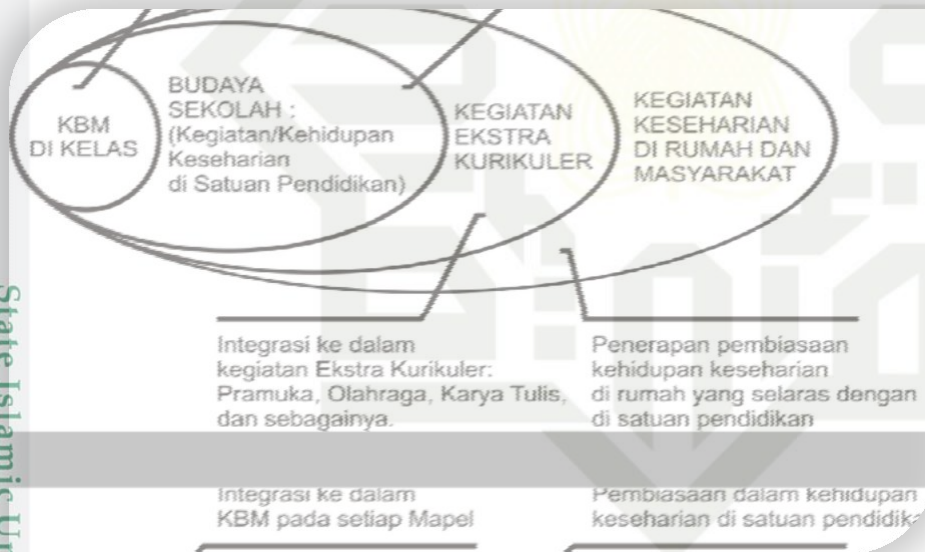 KBM
DI KELAS
BUDAYA
SEKOLAH :
(Kegiatan/Kehidupan
Keseharian
di Satuan Pendidikan)
KEGIATAN
EKSTRA
KURIKULER
KEGIATAN
KESEHARIAN
DI RUMAH DAN
MASYARAKAT
Integrasi ke dalam
kegiatan Ekstra Kurikuler:
Pramuka, Olahraga, Karya Tulis,
dan sebagainya.
Penerapan pembiasaan
kehidupan keseharian
di rumah yang selaras dengan
di satuan pendidikan
Integrasi ke dalam
KBM pada setiap Mapel
Pembiasaan dalam kehidupan
keseharian di satuan
State Islamic